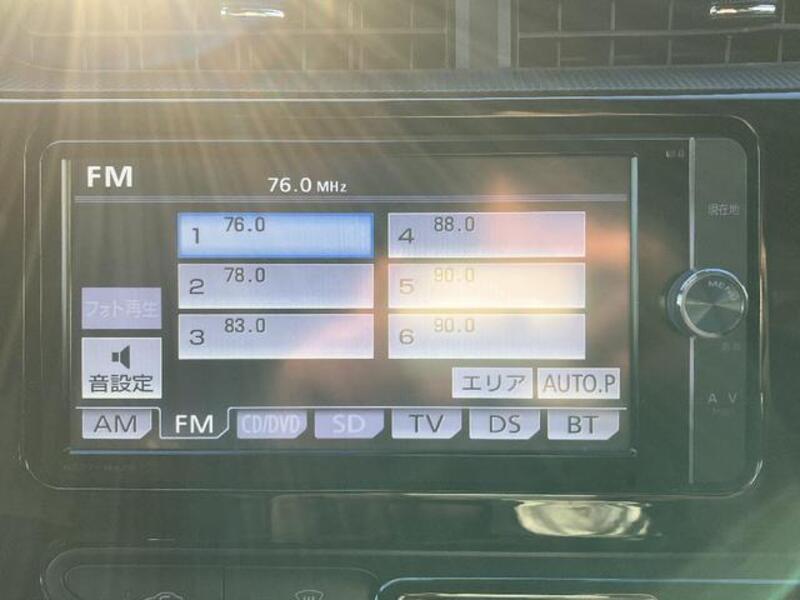 FM
76.0 MHz
1 76.0
4 88.0
2 78.0
5 90.0
3 83.0
6 90.0
フォト再生
音設定
エリア
AUTO.P
AM FM CD/DVD SD TV DS BT
現在地
MENU
AV